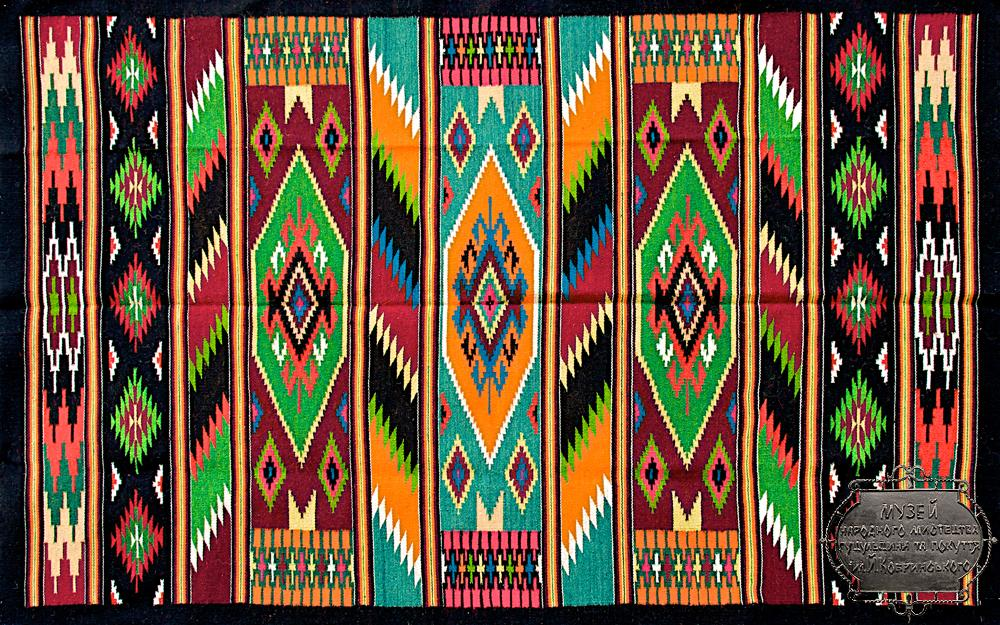 МУЗЕЙ
НАРОДНОГО МИСТЕЦТВА
ГУЦУЛЬЩИНИ ТА ПОКУТТЯ
ІМ. Й. КОБРИНСЬКОГО